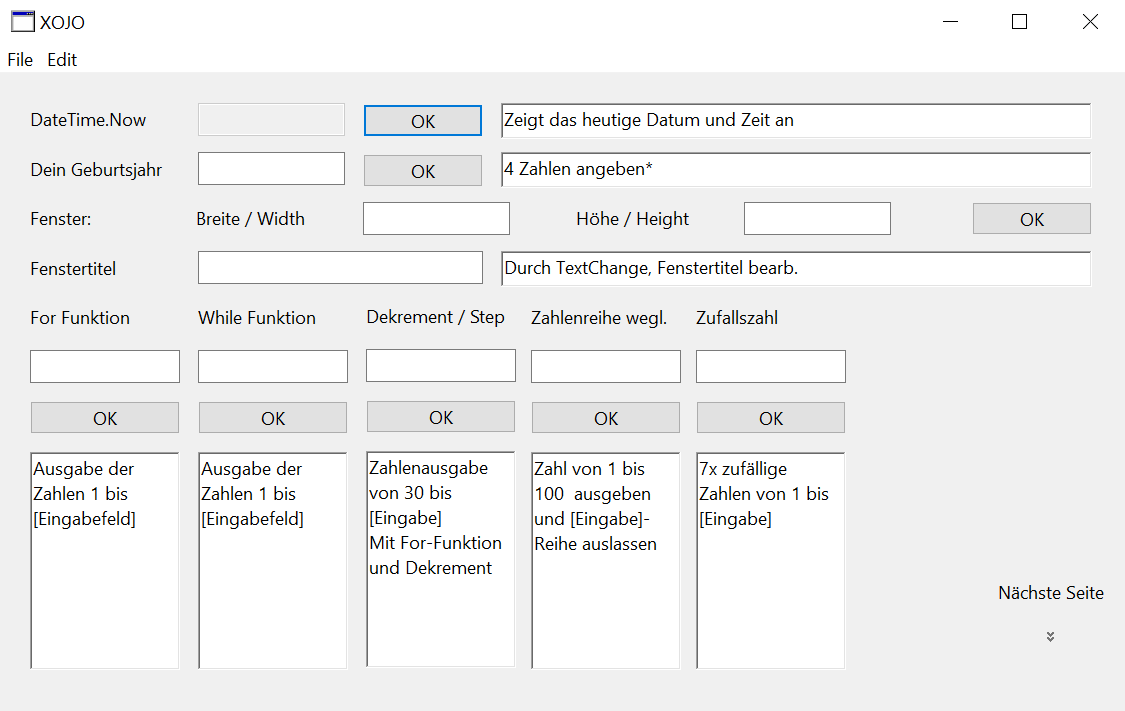 XOJO
File Edit
DateTime.Now OK Zeigt das heutige Datum und Zeit an
Dein Geburtsjahr OK 4 Zahlen angeben*
Fenster: Breite / Width Höhe / Height OK
Fenstertitel Durch TextChange, Fenstertitel bearb.
For Funktion While Funktion Dekrement / Step Zahlenreihe wegl. Zufallszahl
OK OK OK OK OK
Ausgabe der
Zahlen 1 bis
[Eingabefeld]
Ausgabe der
Zahlen 1 bis
[Eingabefeld]
Zahlenausgabe
von 30 bis
[Eingabe]
Mit For-Funktion
und Dekrement
Zahl von 1 bis
100  ausgeben
und [Eingabe]-
Reihe auslassen
7x zufällige
Zahlen von 1 bis
[Eingabe]
Nächste Seite